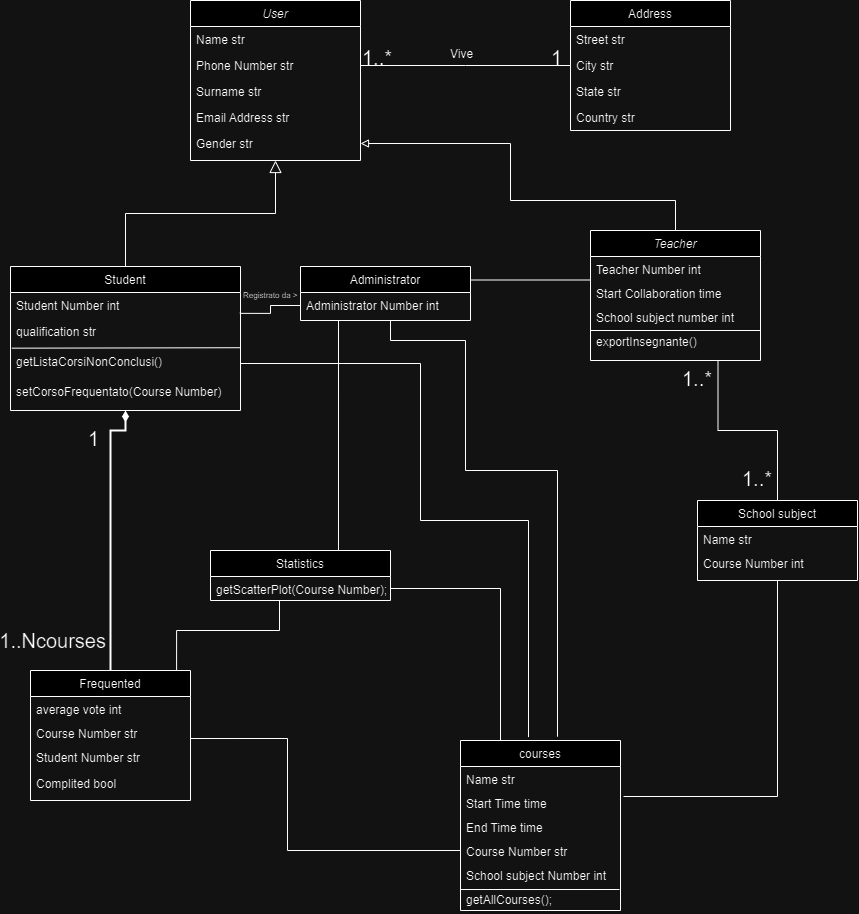 User
Name str
Phone Number str
Surname str
Email Address str
Gender str
1..*
Vive
1
Address
Street str
City str
State str
Country str
Teacher
Teacher Number int
Start Collaboration time
School subject number int
exportInsegnante()
Student
Student Number int
qualification str
getListaCorsiNonConclusi()
setCorsoFrequentato(Course Number)
Registrato da >
Administrator
Administrator Number int
1..*
1
1..*
School subject
Name str
Course Number int
Statistics
getScatterPlot(Course Number);
1..Ncourses
Frequented
average vote int
Course Number str
Student Number str
Complited bool
courses
Name str
Start Time time
End Time time
Course Number str
School subject Number int
getAllCourses();